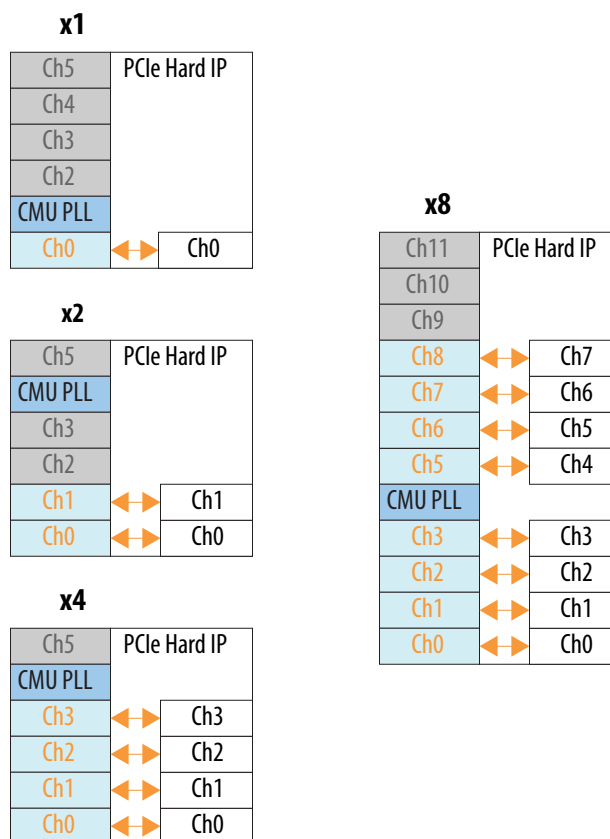 x1
Ch5 PCIe Hard IP
Ch4
Ch3
Ch2
CMU PLL
Ch0 Ch0
x2
Ch5 PCIe Hard IP
CMU PLL
Ch3
Ch2
Ch1 Ch1
Ch0 Ch0
x4
Ch5 PCIe Hard IP
CMU PLL
Ch3 Ch3
Ch2 Ch2
Ch1 Ch1
Ch0 Ch0
x8
Ch11 PCIe Hard IP
Ch10
Ch9
Ch8 Ch7
Ch7 Ch6
Ch6 Ch5
Ch5 Ch4
CMU PLL
Ch3 Ch3
Ch2 Ch2
Ch1 Ch1
Ch0 Ch0